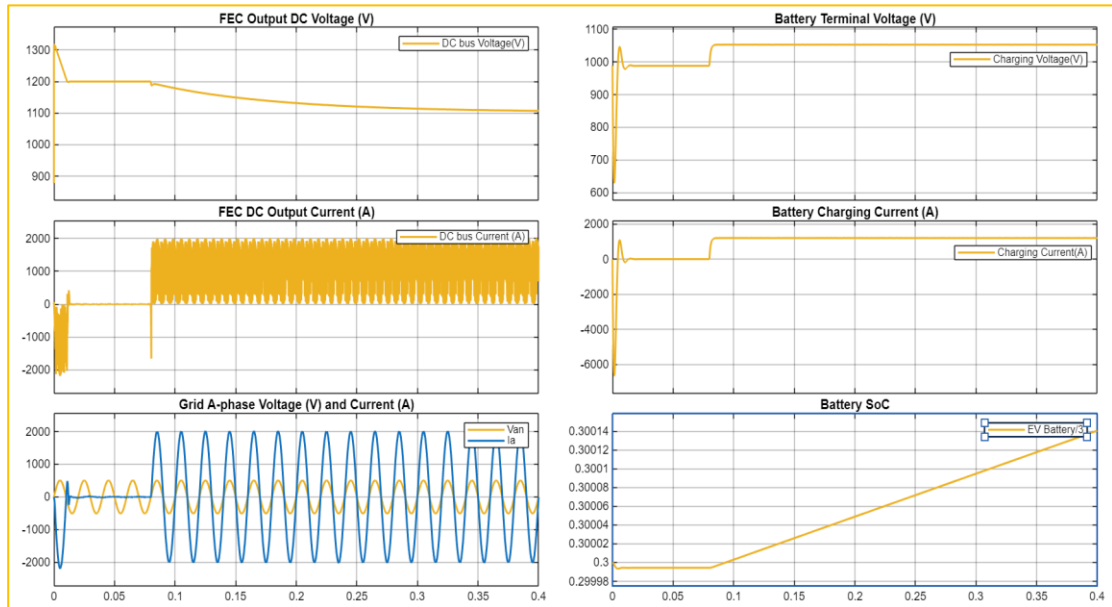 FEC Output DC Voltage (V)
DC bus Voltage(V)
1300
1200
1100
1000
900
Battery Terminal Voltage (V)
Charging Voltage(V)
1100
1000
900
800
700
600
FEC DC Output Current (A)
DC bus Current (A)
2000
1000
0
-1000
-2000
Battery Charging Current (A)
Charging Current(A)
2000
0
-2000
-4000
-6000
Grid A-phase Voltage (V) and Current (A)
Van
Ia
2000
1000
0
-1000
-2000
0 0.05 0.1 0.15 0.2 0.25 0.3 0.35 0.4
Battery SoC
EV Battery/3
0.30014
0.30012
0.3001
0.30008
0.30006
0.30004
0.30002
0.3
0.29998
0 0.05 0.1 0.15 0.2 0.25 0.3 0.35 0.4